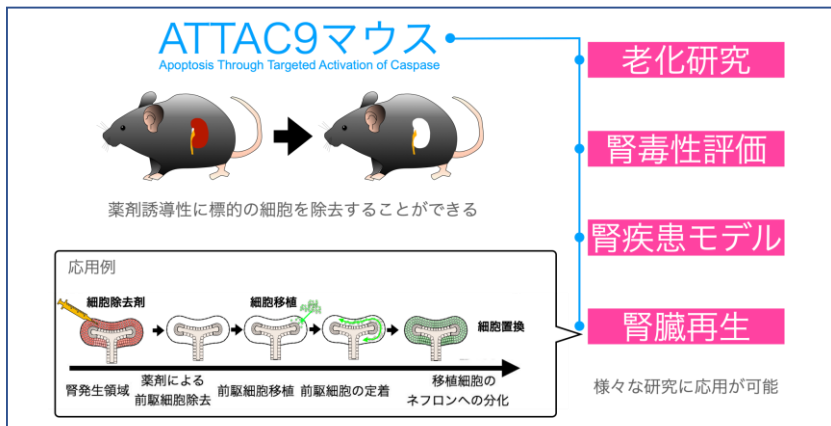 ATTAC9マウス
Apoptosis Through Targeted Activation of Caspase
薬剤誘導性に標的の細胞を除去することができる
老化研究
腎毒性評価
腎疾患モデル
腎臓再生
様々な研究に応用が可能
応用例
細胞除去剤
細胞移植
細胞置換
腎発生領域
薬剤による
前駆細胞除去
前駆細胞移植
前駆細胞の定着
移植細胞の
ネフロンへの分化